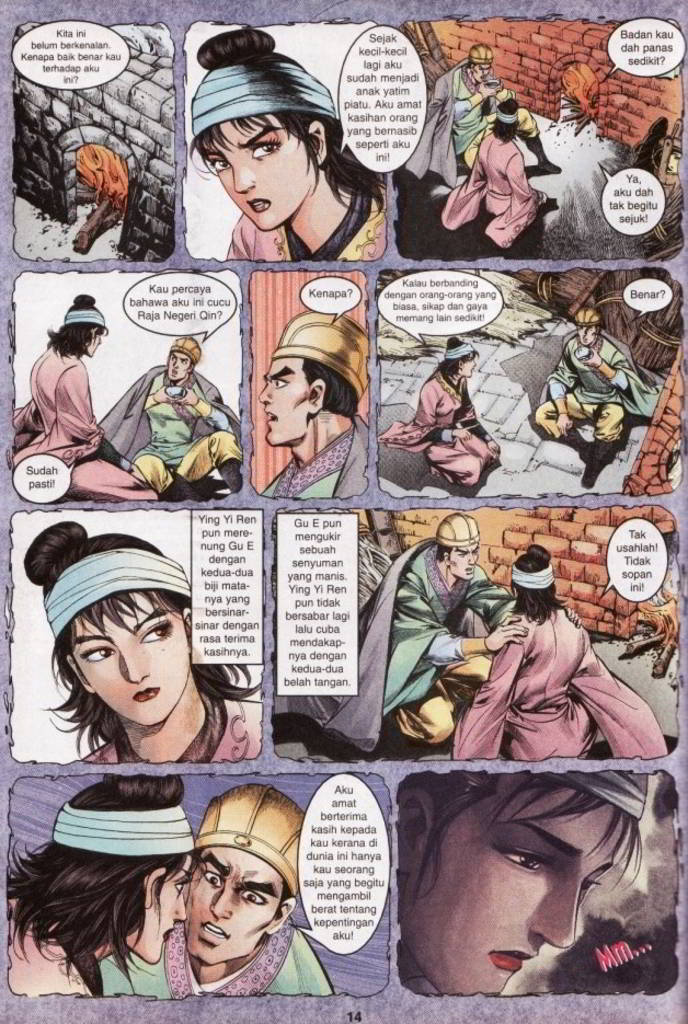 Kita ini
belum berkenalan.
Kenapa baik benar kau
terhadap aku
ini?
Sejak
kecil-kecil
lagi aku
sudah menjadi
anak yatim
piatu. Aku amat
kasihan orang
yang bernasib
seperti aku
ini!
Badan kau
dah panas
sedikit?
Ya,
aku dah
tak begitu
sejuk!
Kau percaya
bahawa aku ini cucu
Raja Negeri Qin?
Sudah
pasti!
Kenapa?
Kalau berbanding
dengan orang-orang yang
biasa, sikap dan gaya
memang lain sedikit!
Benar?
Ying Yi Ren
pun mere-
nung Gu E
dengan
kedua-dua
biji mata-
nya yang
bersinar-
sinar dengan
rasa terima
kasihnya.
Gu E pun
mengukir
sebuah
senyuman
yang manis.
Ying Yi Ren
pun tidak
bersabar lagi
lalu cuba
mendakap-
nya dengan
kedua-dua
belah tangan.
Tak
usahlah!
Tidak
sopan
ini!
Aku
amat
berterima
kasih kepada
kau kerana di
dunia ini hanya
kau seorang
saja yang begitu
mengambil
berat tentang
kepentingan
aku!
Mm...
14